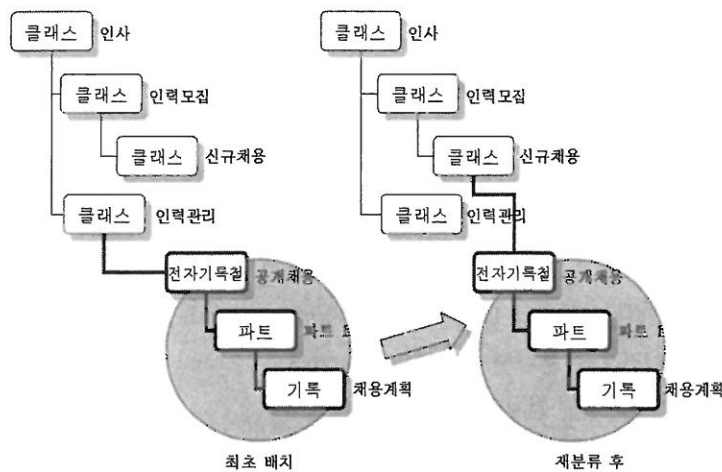 클래스 인사
클래스 인력모집
클래스 신규채용
클래스 인력관리
전자기록철 공개채용
파트 파트
기록 채용계획
최초 배치
클래스 인사
클래스 인력모집
클래스 신규채용
클래스 인력관리
전자기록철 공개채용
파트 파트
기록 채용계획
재분류 후